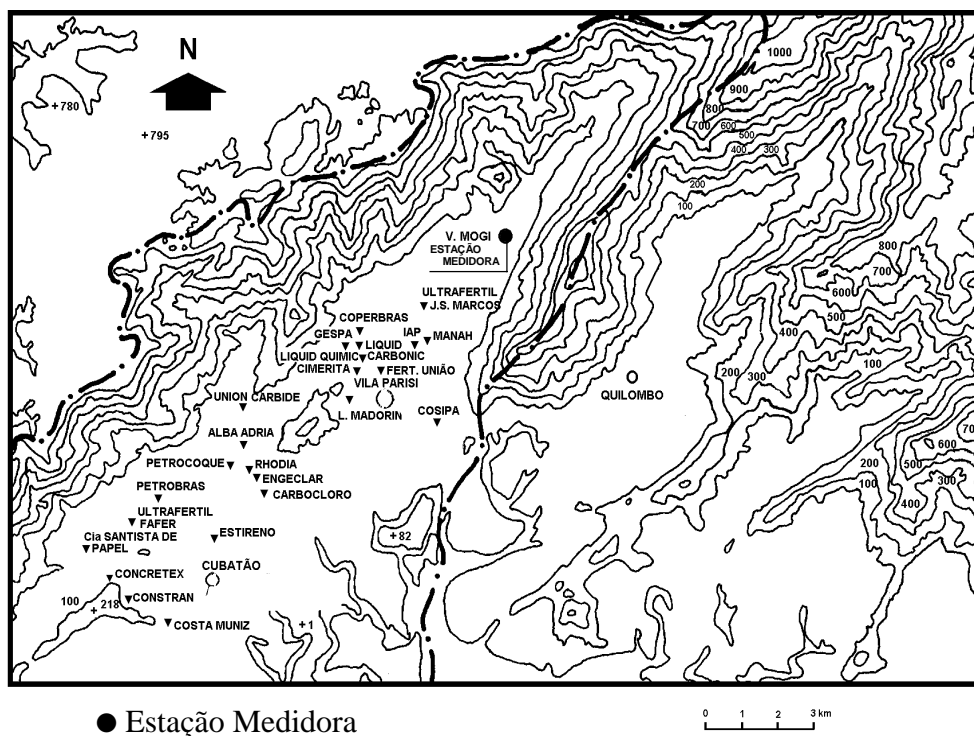 N
+ 780
+ 795
1000
900
800
700
600
500
400
300
200
100
V. MOGI
ESTAÇÃO
MEDIDORA
ULTRAFERTIL
J.S. MARCOS
COPERBRAS
GESPA
LIQUID
IAP
MANAH
LIQUID QUIMIC
CARBONIC
CIMERITA
FERT. UNIÃO
VILA PARISI
L. MADORIN
COSIPA
UNION CARBIDE
ALBA ADRIA
PETROCOQUE
RHODIA
ENGECLAR
CARBOCLORO
PETROBRAS
ULTRAFERTIL
FAFER
Cia SANTISTA DE
PAPEL
ESTIRENO
CUBATÃO
CONCRETEX
CONSTRAN
100
+ 218
COSTA MUNIZ
+ 1
+ 82
QUILOMBO
800
700
600
500
400
100
200
300
70
600
500
300
200
100
400
● Estação Medidora
0 1 2 3 km